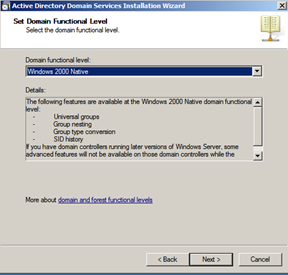 Active Directory Domain Services Installation Wizard
Set Domain Functional Level
Select the domain functional level.
Domain functional level:
Windows 2000 Native
Details:
The following features are available at the Windows 2000 Native domain functional
level:
- Universal groups
- Group nesting
- Group type conversion
- SID history
If you have domain controllers running later versions of Windows Server, some
advanced features will not be available on those domain controllers while the
More about domain and forest functional levels
< Back
Next >
Cancel